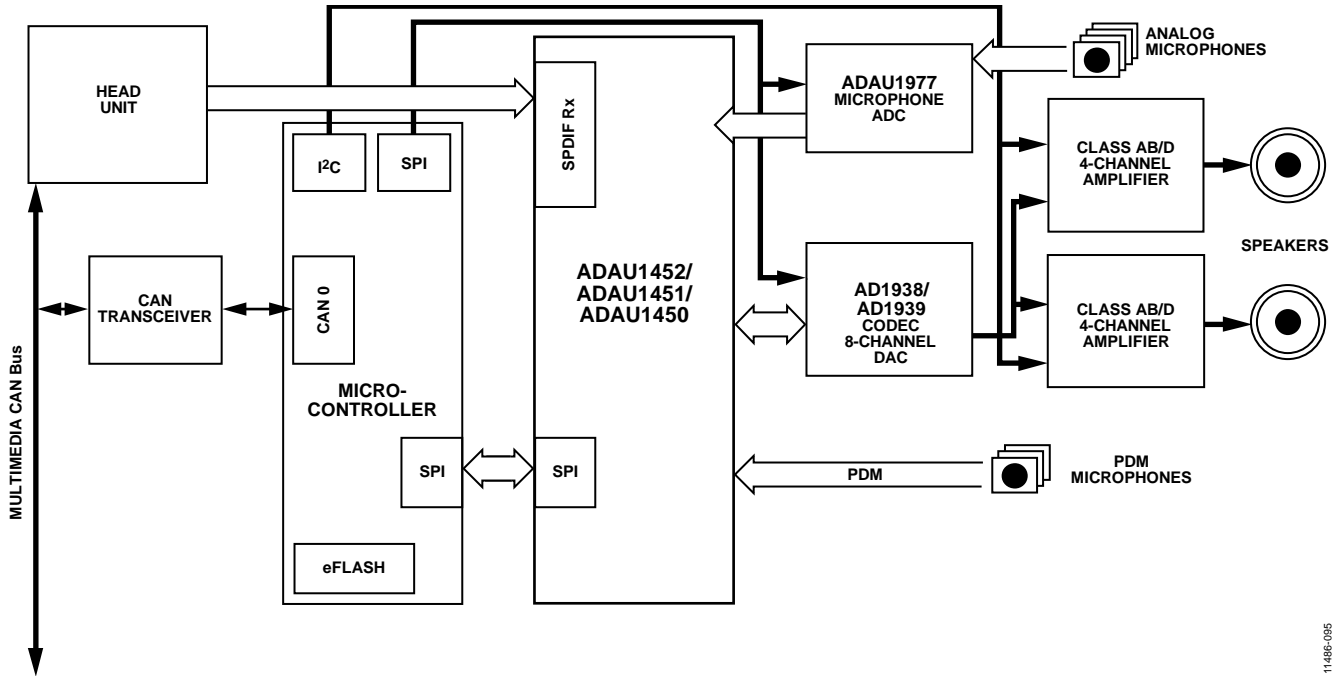 HEAD
UNIT
ANALOG
MICROPHONES
ADAU1977
MICROPHONE
ADC
SPDIF Rx
I²C
SPI
CLASS AB/D
4-CHANNEL
AMPLIFIER
SPEAKERS
ADAU1452/
ADAU1451/
ADAU1450
AD1938/
AD1939
CODEC
8-CHANNEL
DAC
CLASS AB/D
4-CHANNEL
AMPLIFIER
CAN
TRANSCEIVER
CAN 0
MULTIMEDIA CAN Bus
MICRO-
CONTROLLER
SPI
SPI
PDM
PDM
MICROPHONES
eFLASH
11486-095